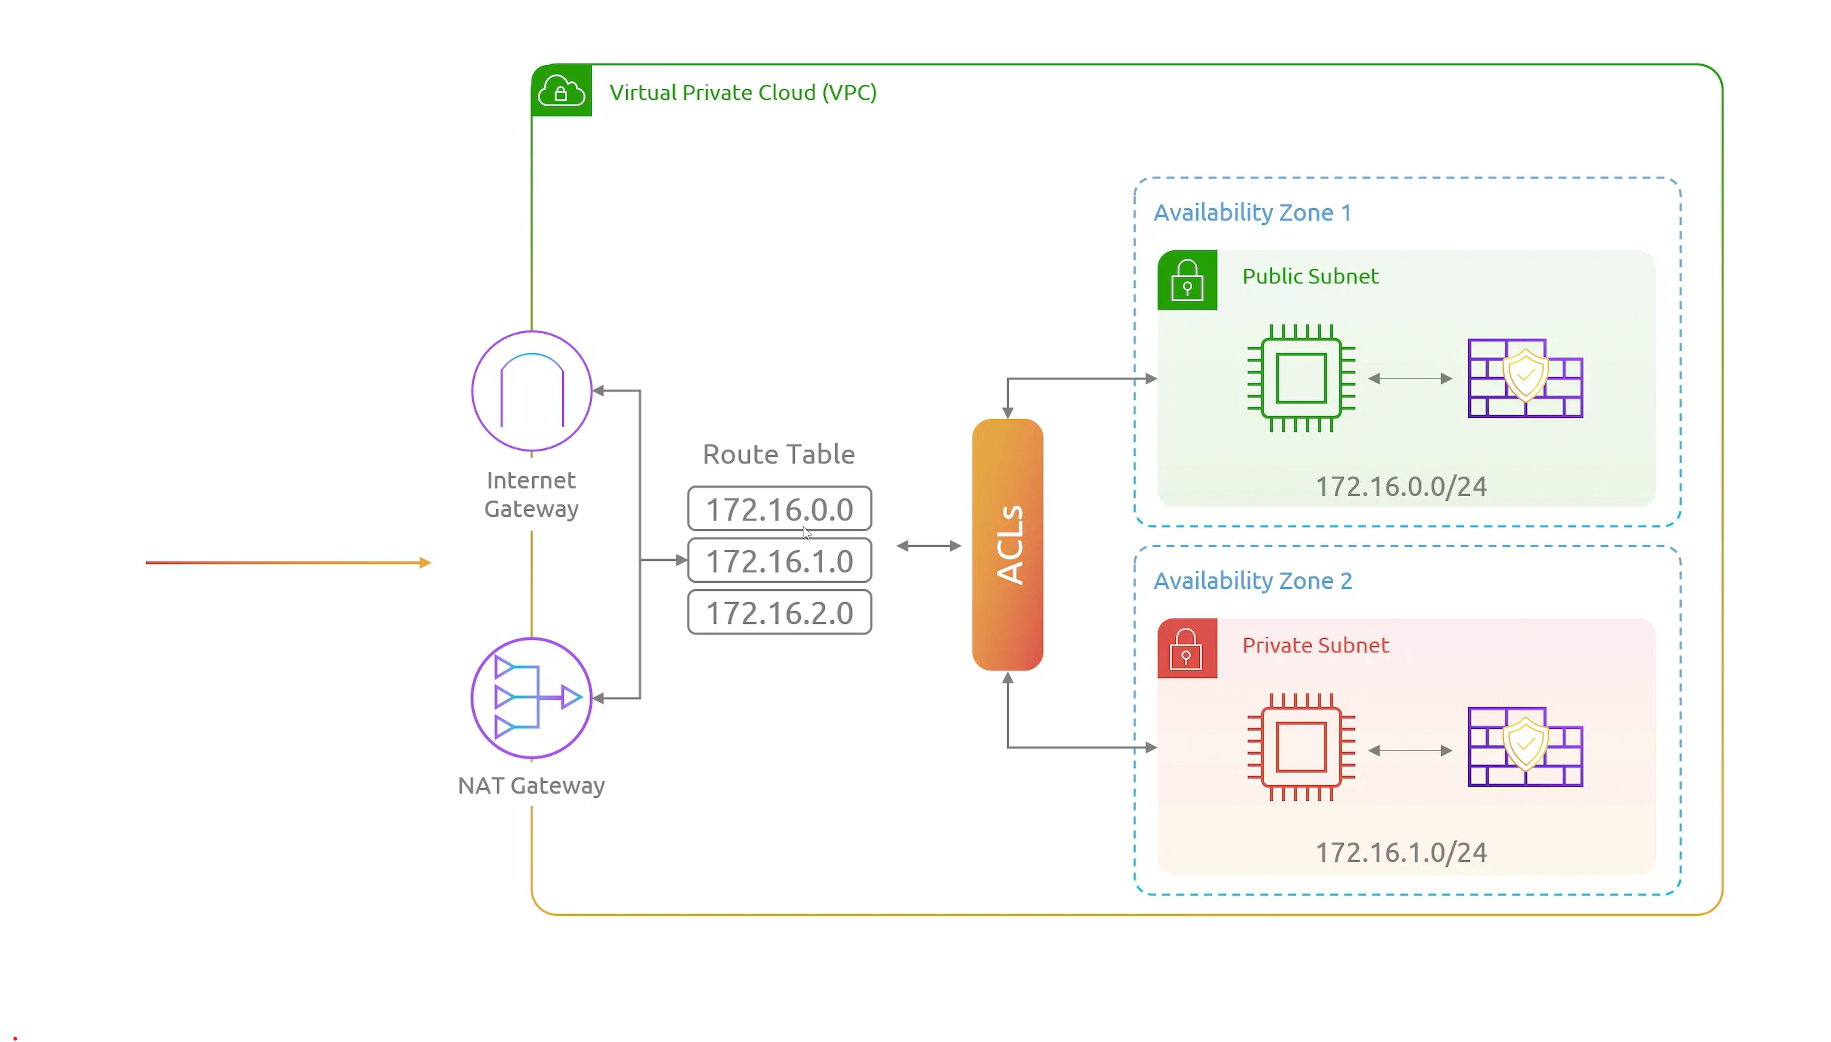 Virtual Private Cloud (VPC)
Availability Zone 1
Public Subnet
172.16.0.0/24
Internet
Gateway
Route Table
172.16.0.0
172.16.1.0
172.16.2.0
ACLs
Availability Zone 2
Private Subnet
172.16.1.0/24
NAT Gateway